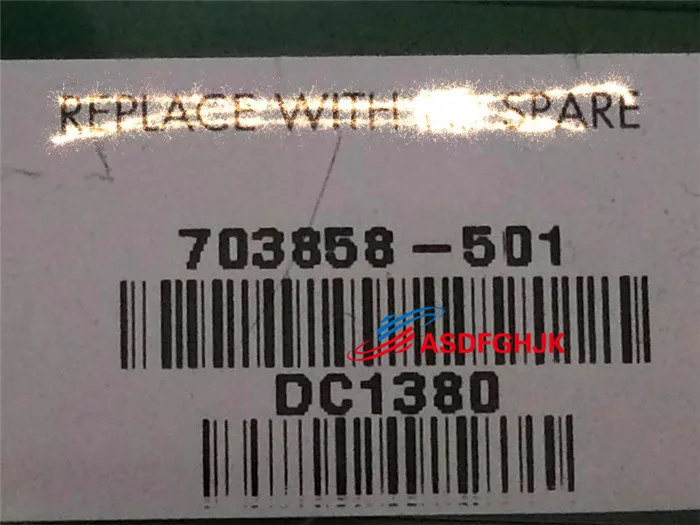 REPLACE WITH SPARE
703858-501
ASDFGHJK
DC1380